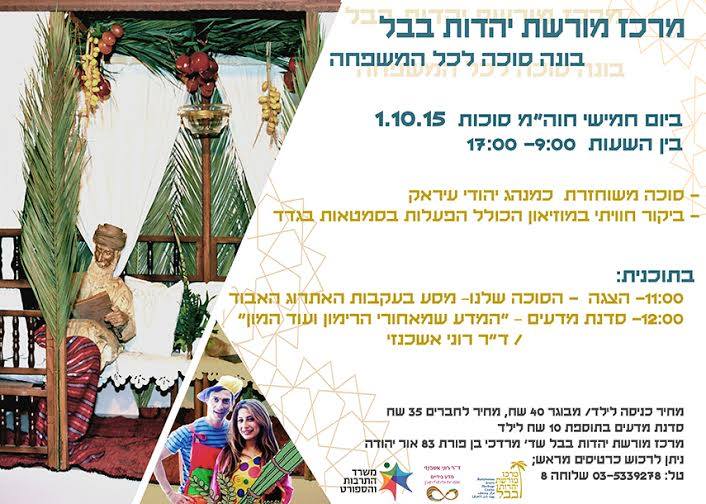 מרכז מורשת יהדות בבל
בונה סוכה לכל המשפחה
ביום חמישי חוה"מ סוכות 1.10.15
בין השעות 9:00- 17:00
- סוכה משוחזרת כמנהג יהודי עיראק
- ביקור חוויתי במוזיאון הכולל הפעלות בסמטאות בגדד
בתוכנית:
11:00- הצגה - הסוכה שלנו- מסע בעקבות האתרוג האבוד
12:00- סדנת מדעים - "המדע שמאחורי הרימון ועוד המון"
/ ד"ר רוני אשכנזי
מחיר כניסה לילד/ מבוגר 40 שח, מחיר לחברים 35 שח
סדנת מדעים בתוספת 10 שח לילד
מרכז מורשת יהדות בבל שד' מרדכי בן פורת 83 אור יהודה
ניתן לרכוש כרטיסים מראש;
טל: 03-5339278 שלוחה 8
משרד
התרבות
והספורט
ד"ר רוני אשכנזי
מרכז
מורשת
יהדות
בבל